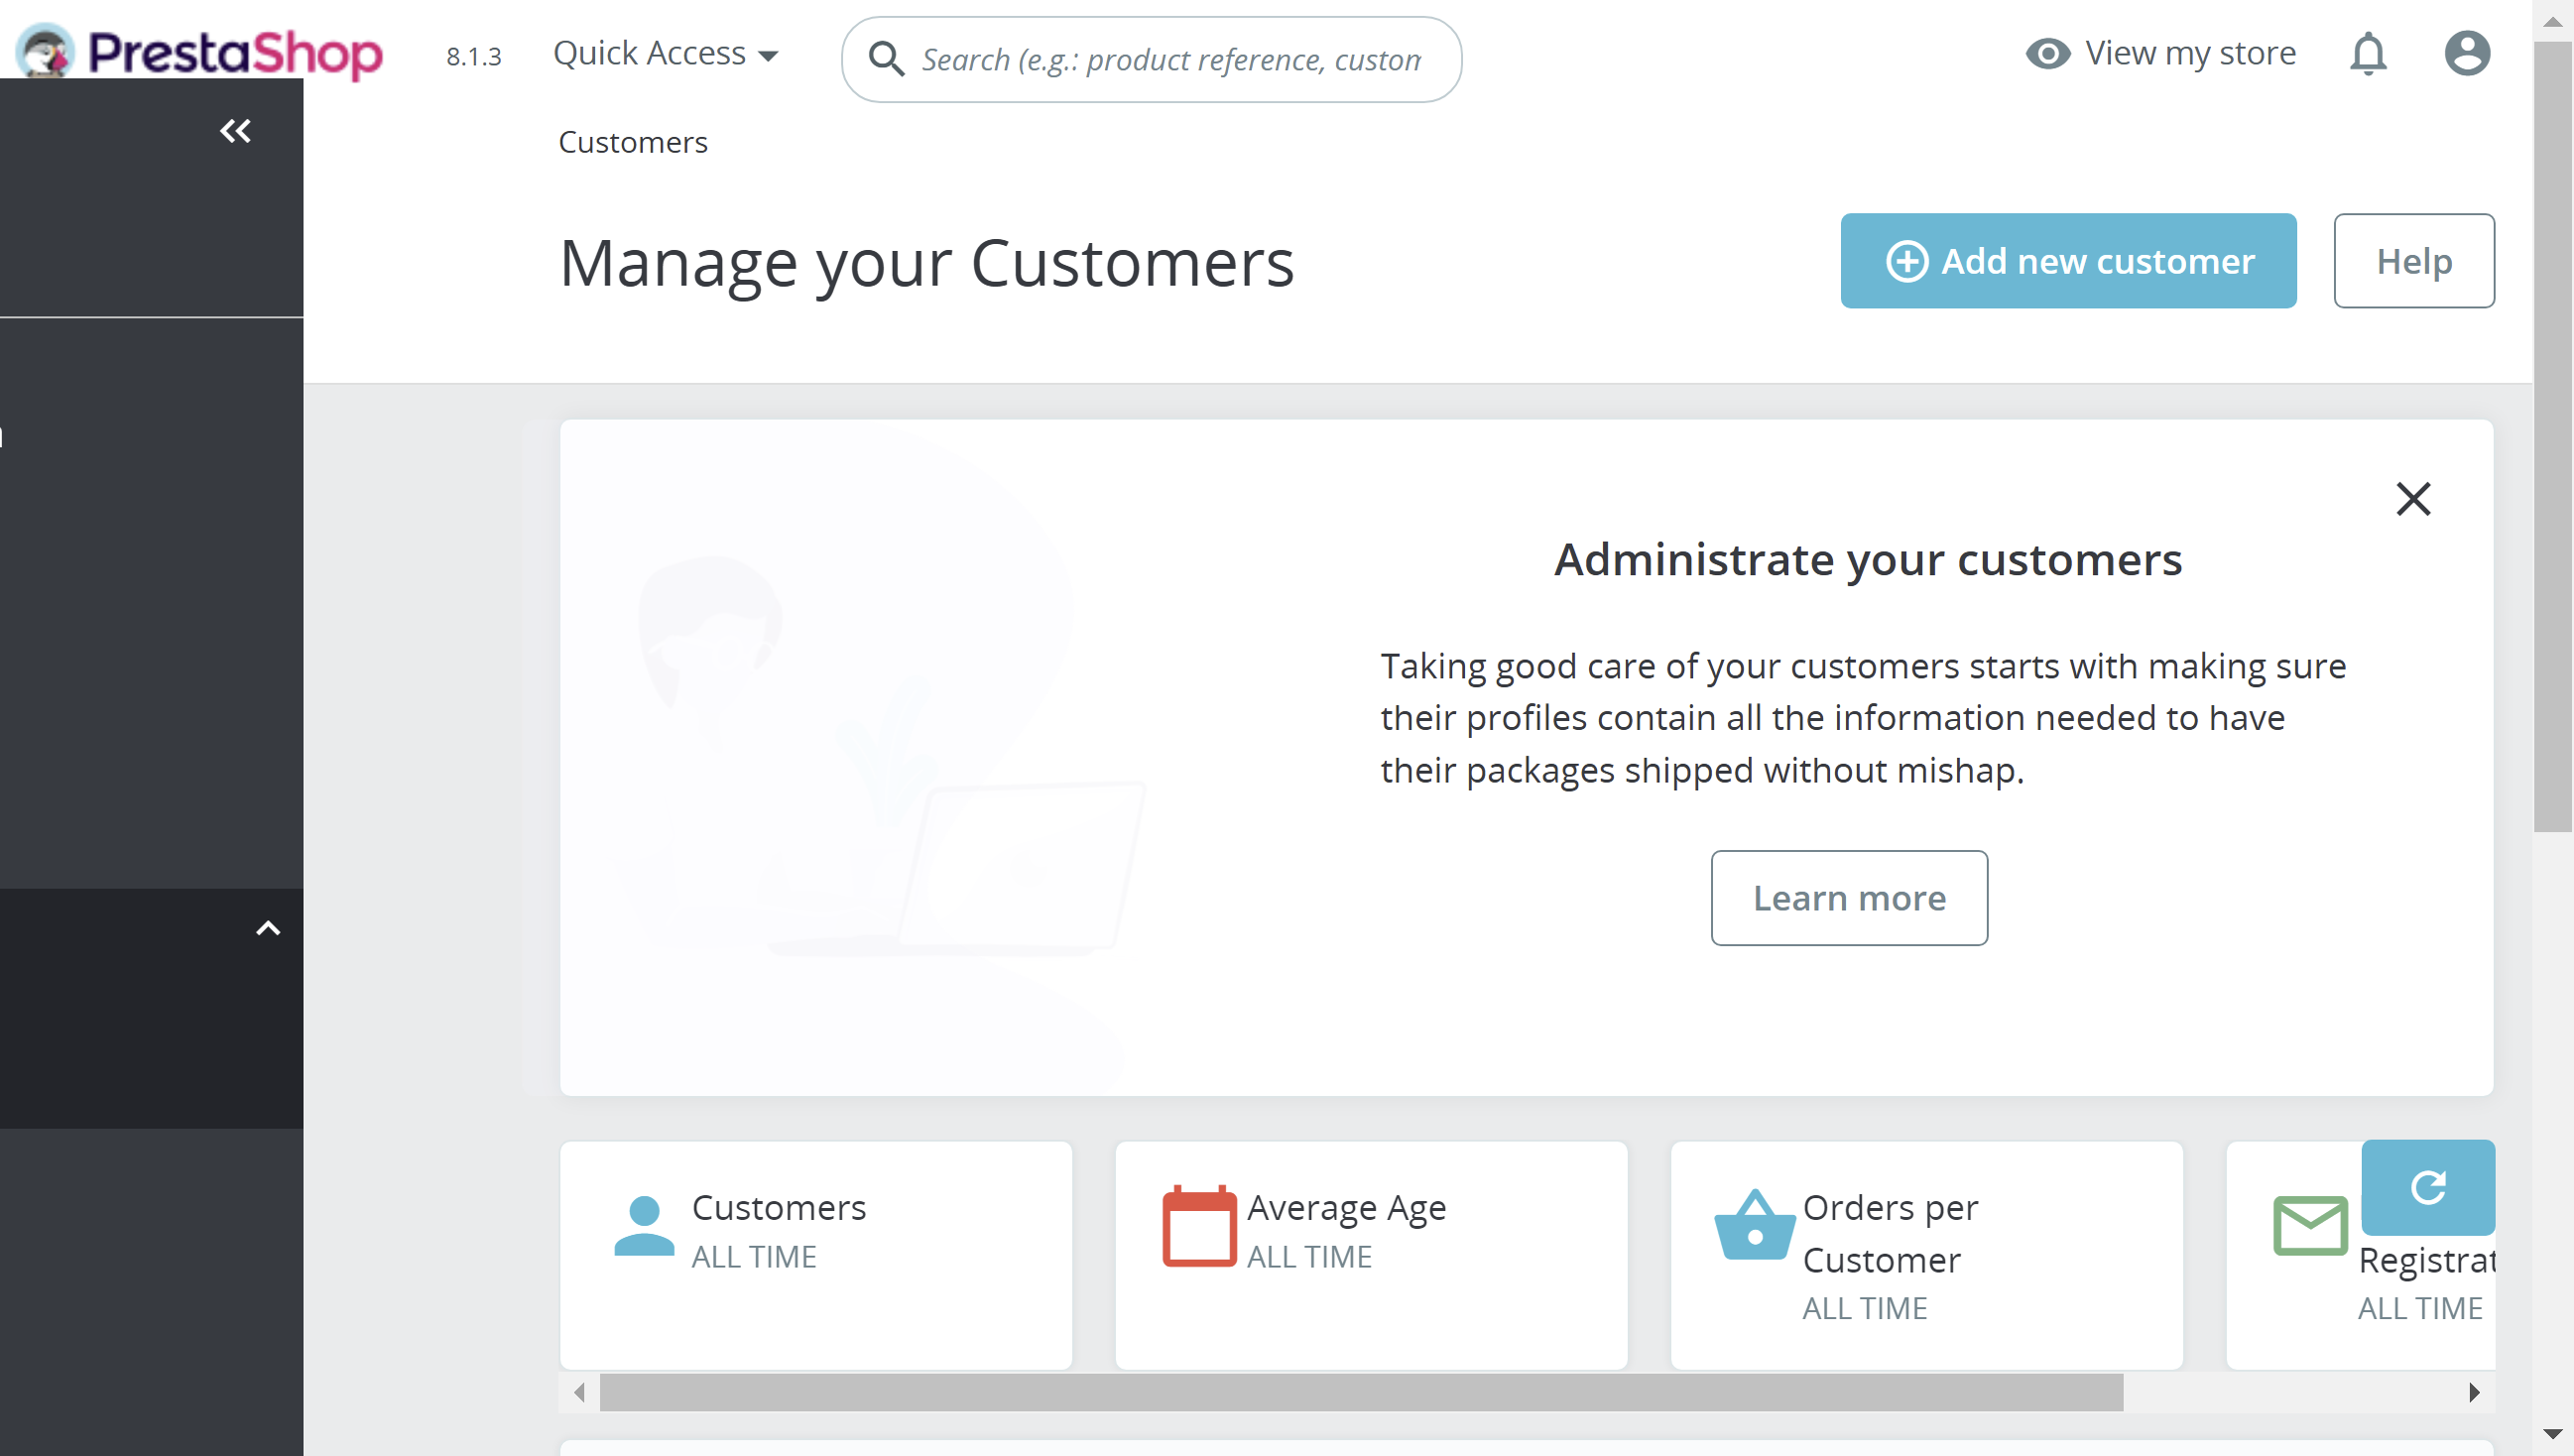 PrestaShop
8.1.3
Quick Access
Search (e.g.: product reference, custom
View my store
Customers
Manage your Customers
Add new customer
Help
Administrate your customers
Taking good care of your customers starts with making sure
their profiles contain all the information needed to have
their packages shipped without mishap.
Learn more
Customers
ALL TIME
Average Age
ALL TIME
Orders per
Customer
ALL TIME
Registrat
ALL TIME